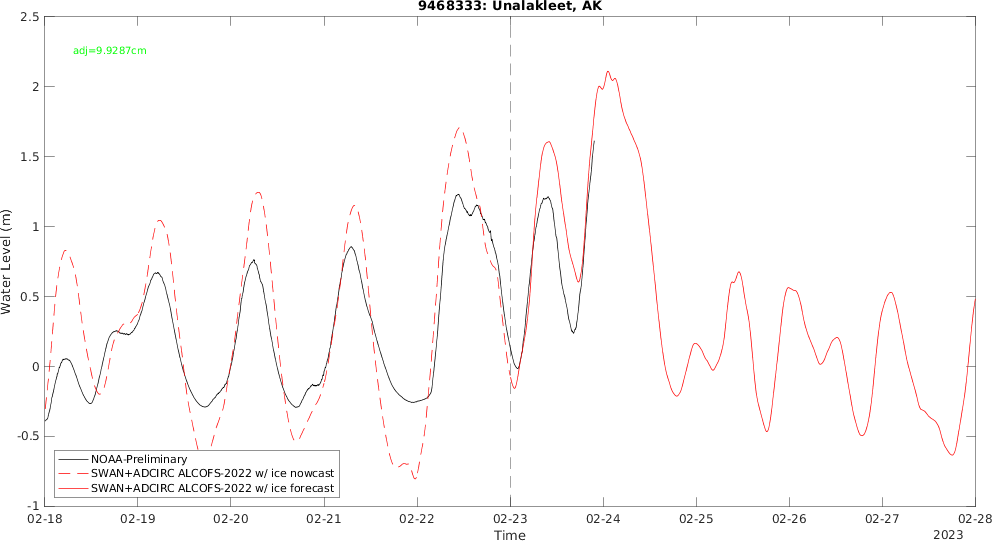 9468333: Unalakleet, AK
adj=9.9287cm
2.5
2
1.5
1
0.5
0
-0.5
-1
Water Level (m)
NOAA-Preliminary
SWAN+ADCIRC ALCOFS-2022 w/ ice nowcast
SWAN+ADCIRC ALCOFS-2022 w/ ice forecast
02-18 02-19 02-20 02-21 02-22 02-23 02-24 02-25 02-26 02-27 02-28
Time
2023